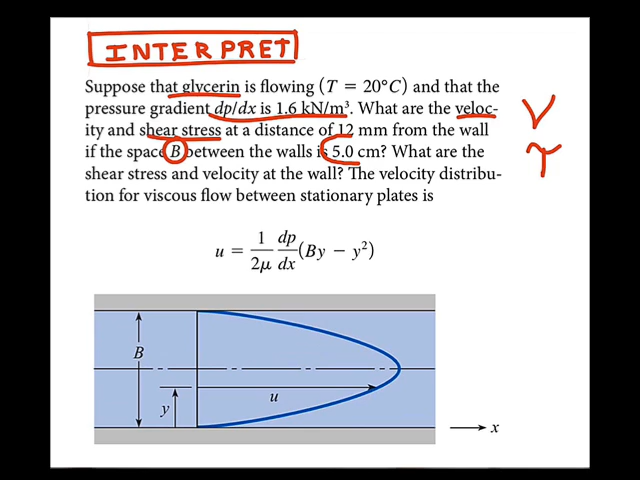 INTERPRET
Suppose that glycerin is flowing (T = 20°C) and that the
pressure gradient dp/dx is 1.6 kN/m³. What are the veloc-
ity and shear stress at a distance of 12 mm from the wall
if the space B between the walls is 5.0 cm? What are the
shear stress and velocity at the wall? The velocity distribu-
tion for viscous flow between stationary plates is
V
τ
u = 1/2μ dp/dx (By − y²)
B
u
y
x